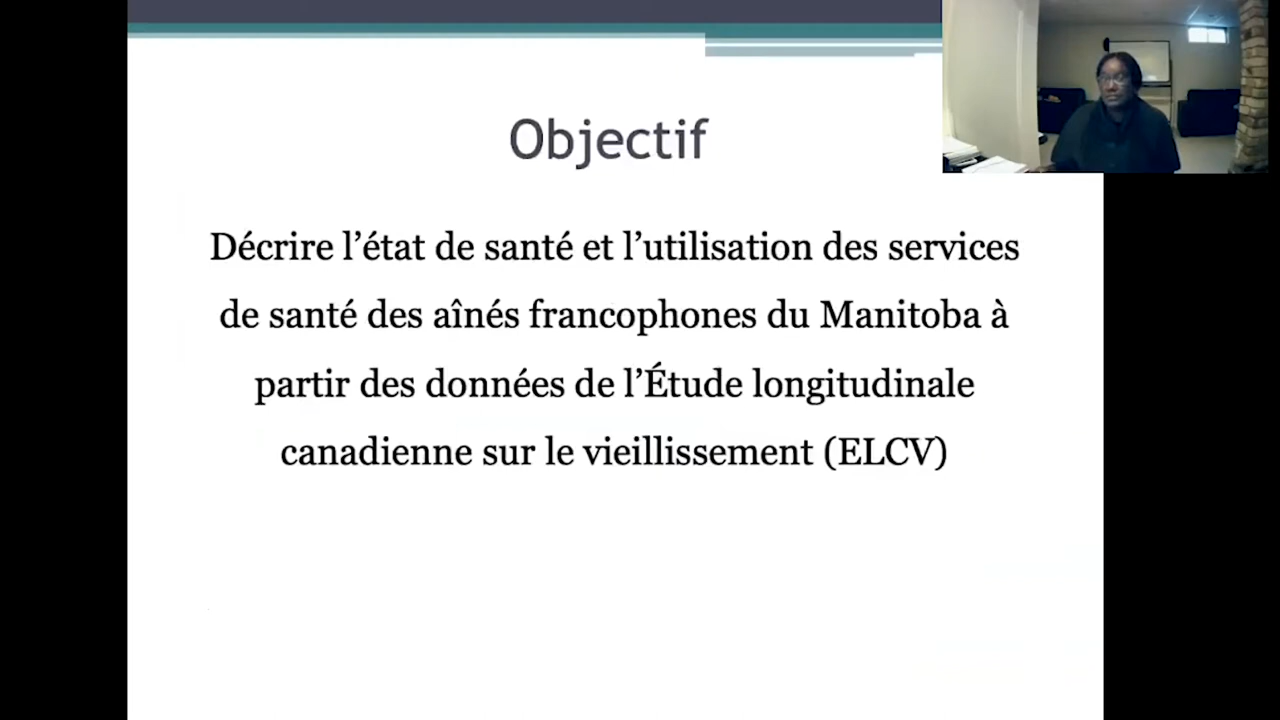 Objectif
Décrire l’état de santé et l’utilisation des services
de santé des aînés francophones du Manitoba à
partir des données de l’Étude longitudinale
canadienne sur le vieillissement (ELCV)